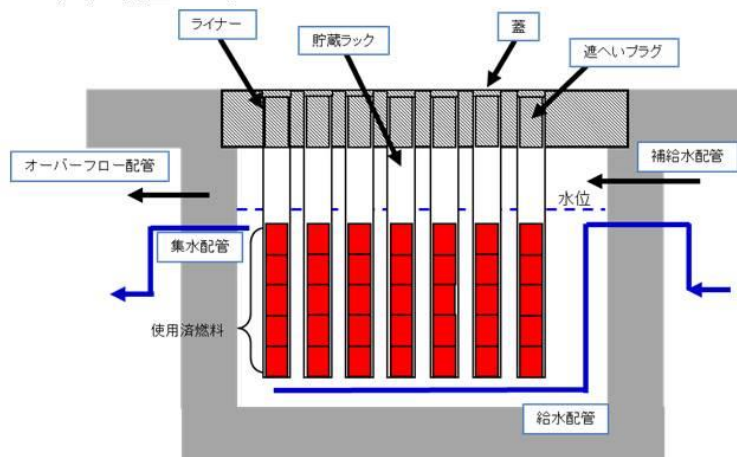 ライナー
貯蔵ラック
蓋
遮へいプラグ
オーバーフロー配管
補給水配管
水位
集水配管
使用済燃料
給水配管